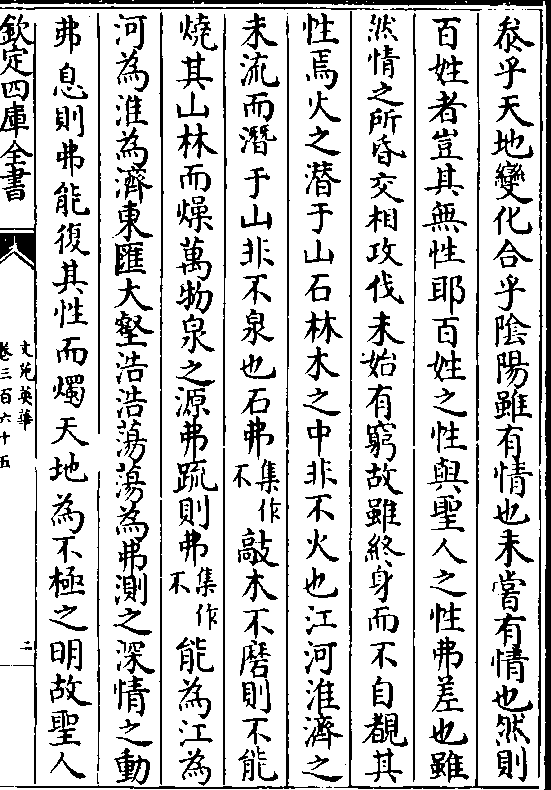 叅乎天地變化合乎陰陽雖有情也未嘗有情也然則
百姓者豈其無性耶百姓之性與聖人之性弗差也雖
然情之所昏交相攻伐未始有窮故雖終身而不自覩其
性焉火之潜于山石林木之中非不火也江河淮濟之
未流而潛于山非不泉也石弗集作不敲木不磨則不能
燒其山林而燥萬物泉之源弗疏則弗集作不能為江為
河為淮為濟東匯大壑浩浩蕩蕩為弗測之深情之動
弗息則弗能復其性而燭天地為不極之明故聖人
欽定四庫全書
文苑英華
卷三百六十五
二